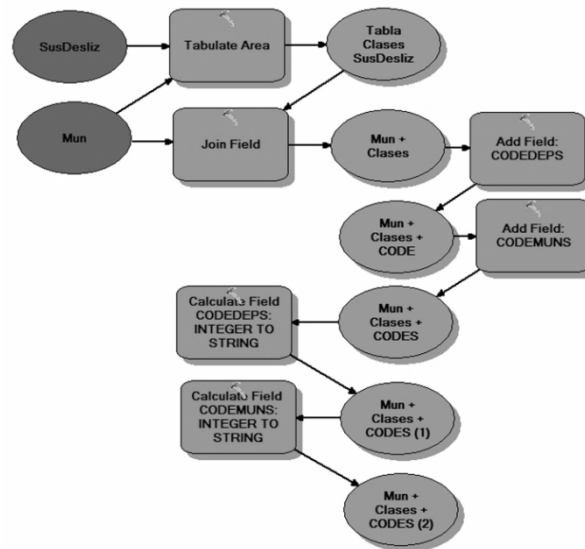 SusDesliz
Tabulate Area
Tabla
Clases
SusDesliz
Mun
Join Field
Mun +
Clases
Add Field:
CODEDEPS
Mun +
Clases +
CODE
Add Field:
CODEMUNS
Calculate Field
CODEDEPS:
INTEGER TO
STRING
Mun +
Clases +
CODES
Calculate Field
CODEMUNS:
INTEGER TO
STRING
Mun +
Clases +
CODES (1)
Mun +
Clases +
CODES (2)